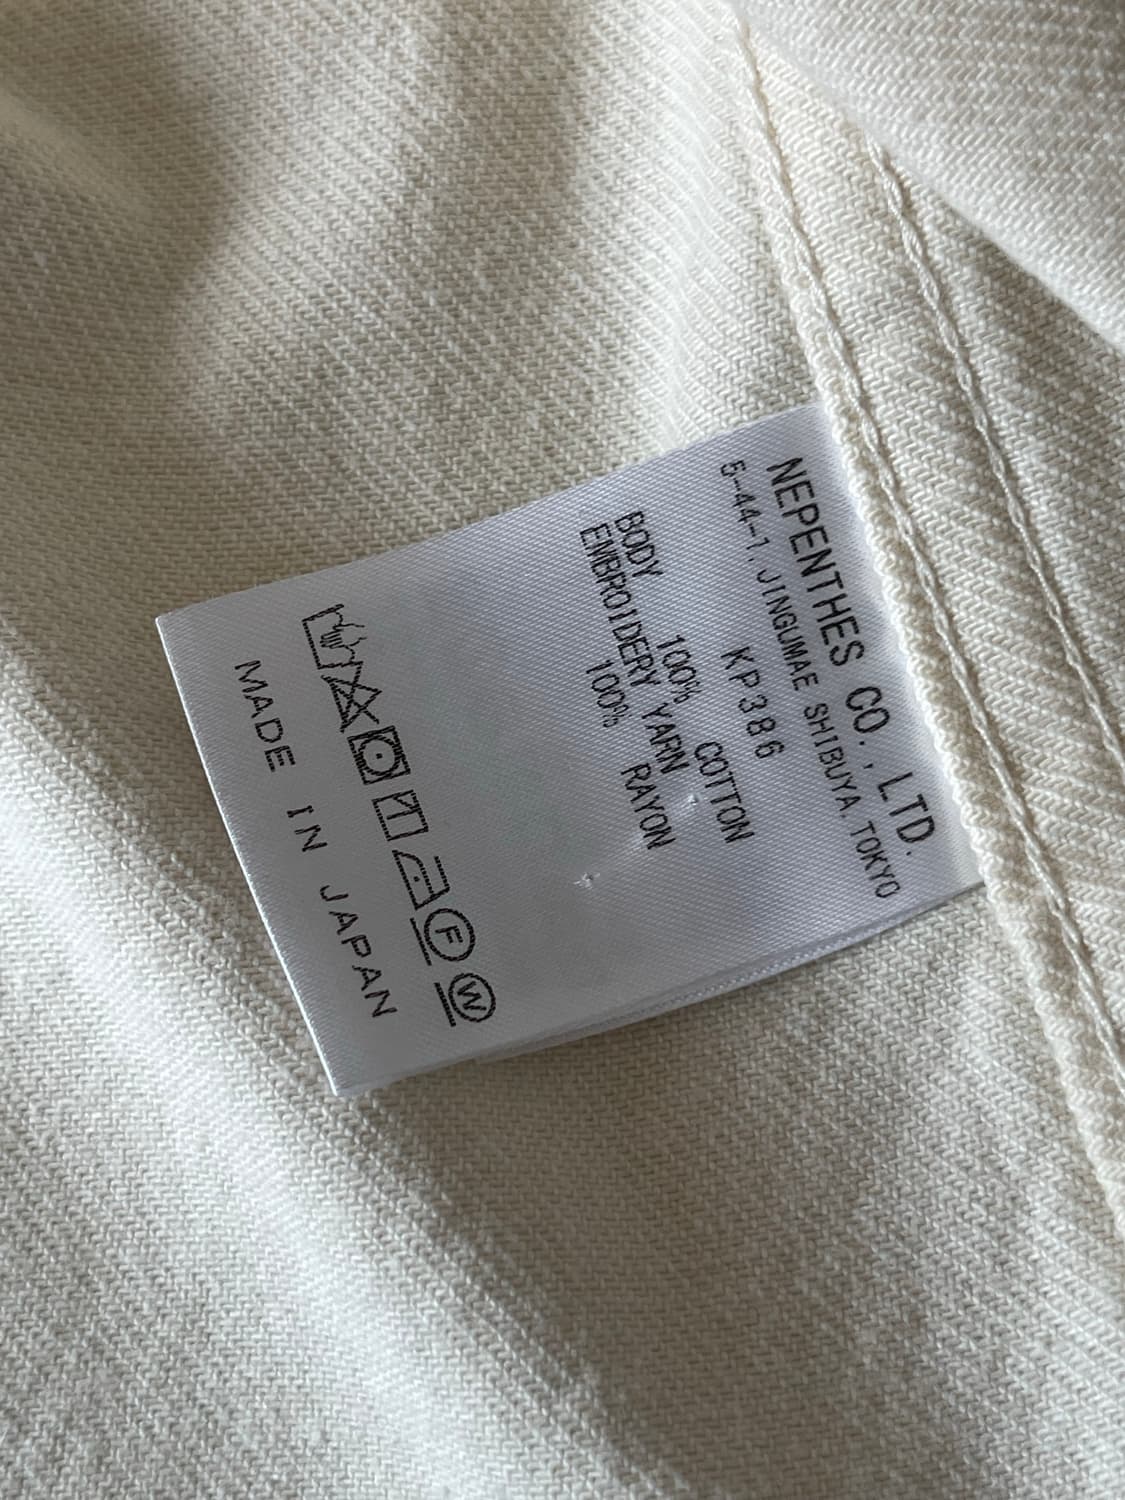 NEPENTHES CO., LTD.
5-44-1, JINGUMAE SHIBUYA, TOKYO
KP386
BODY
100% COTTON
EMBROIDERY YARN
100% RAYON
F W
MADE IN JAPAN